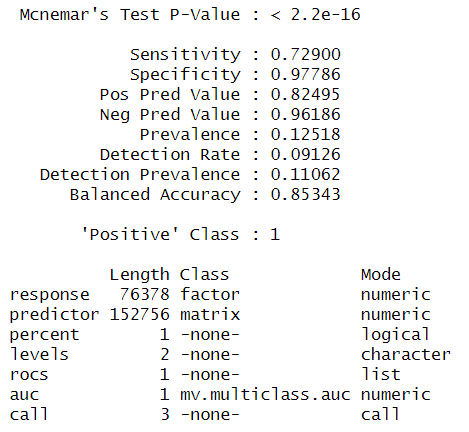 Mcnemar's Test P-Value : < 2.2e-16
Sensitivity : 0.72900
Specificity : 0.97786
Pos Pred Value : 0.82495
Neg Pred Value : 0.96186
Prevalence : 0.12518
Detection Rate : 0.09126
Detection Prevalence : 0.11062
Balanced Accuracy : 0.85343
'Positive' Class : 1
Length Class Mode
response 76378 factor numeric
predictor 152756 matrix numeric
percent 1 -none- logical
levels 2 -none- character
rocs 1 -none- list
auc 1 mv.multiclass.auc numeric
call 3 -none- call